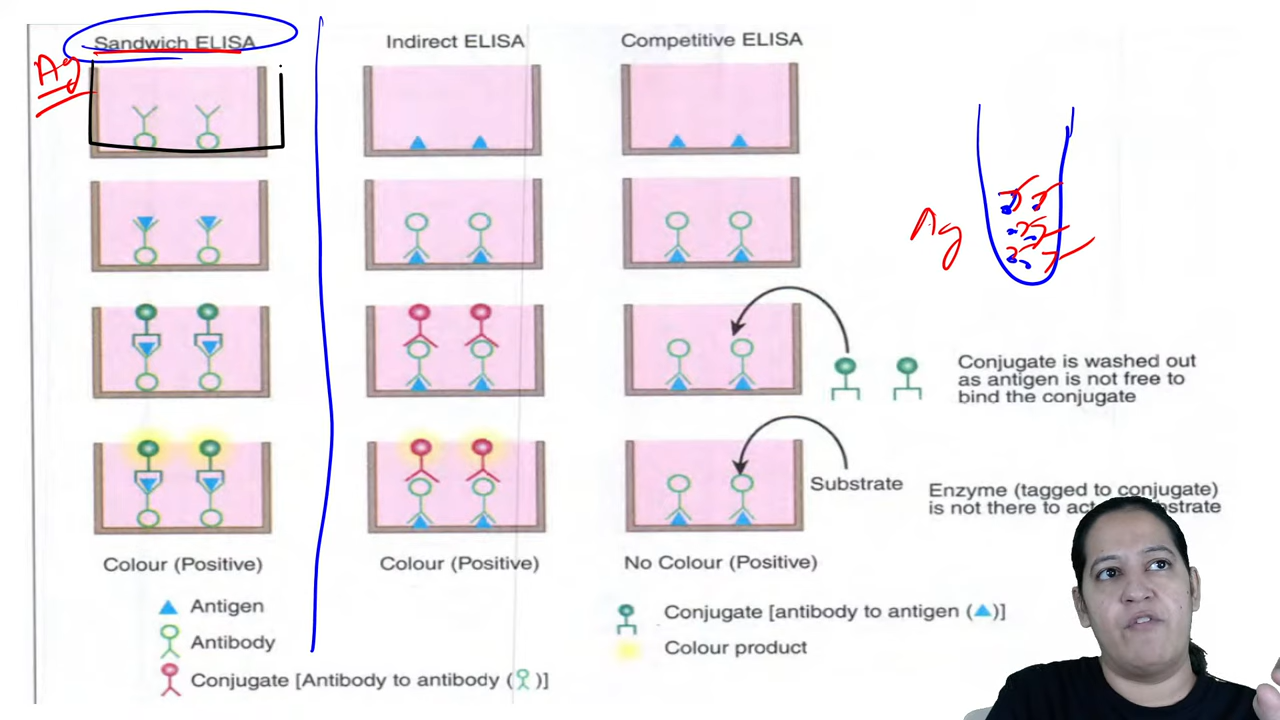 Sandwich ELISA
Indirect ELISA
Competitive ELISA
Ag
Ag
Conjugate is washed out
as antigen is not free to
bind the conjugate
Substrate
Enzyme (tagged to conjugate)
is not there to act
Colour (Positive)
Colour (Positive)
No Colour (Positive)
Antigen
Antibody
Conjugate [Antibody to antibody ( )]
Conjugate [antibody to antigen ( )]
Colour product